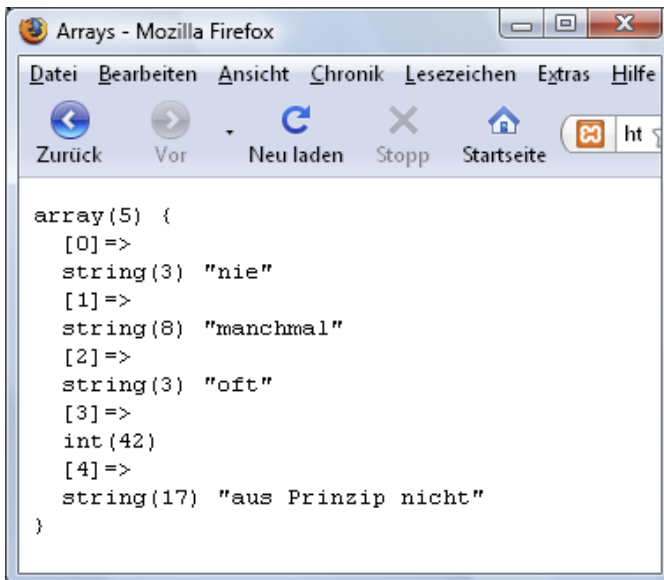 Arrays - Mozilla Firefox
Datei Bearbeiten Ansicht Chronik Lesezeichen Extras Hilfe
Zurück Vor Neu laden Stopp Startseite ht
array(5) {
  [0]=>
  string(3) "nie"
  [1]=>
  string(8) "manchmal"
  [2]=>
  string(3) "oft"
  [3]=>
  int(42)
  [4]=>
  string(17) "aus Prinzip nicht"
}